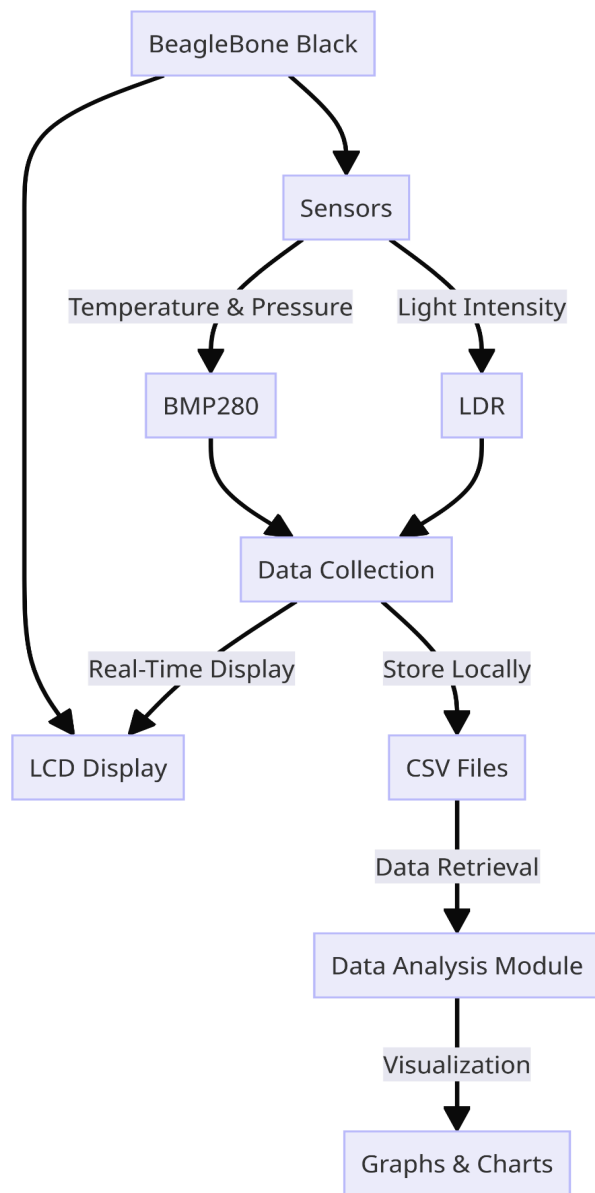 BeagleBone Black
Sensors
Temperature & Pressure
Light Intensity
BMP280
LDR
Data Collection
Real-Time Display
Store Locally
LCD Display
CSV Files
Data Retrieval
Data Analysis Module
Visualization
Graphs & Charts